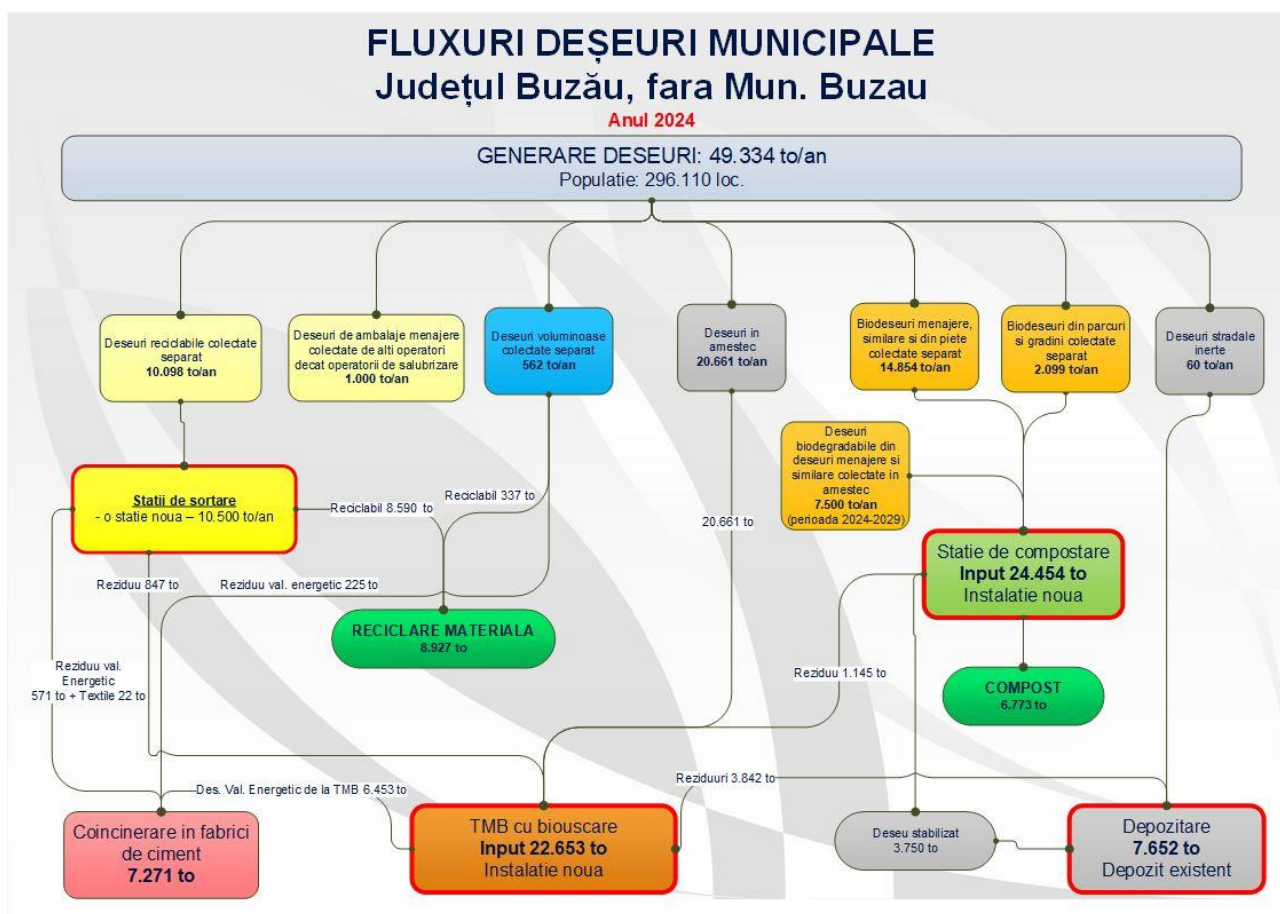 FLUXURI DEȘEURI MUNICIPALE
Județul Buzău, fara Mun. Buzau
Anul 2024
GENERARE DESEURI: 49.334 to/an
Populatie: 296.110 loc.
Deseuri reciclabile colectate
separat
10.098 to/an
Deseuri de ambalaje menajere
colectate de alti operatori
decat operatorii de salubrizare
1.000 to/an
Deseuri voluminoase
colectate separat
562 to/an
Deseuri in
amestec
20.661 to/an
Biodeseuri menajere,
similare si din piete
colectate separat
14.854 to/an
Biodeseuri din parcuri
si gradini colectate
separat
2.099 to/an
Deseuri stradale
inerte
60 to/an
Deseuri
biodegradabile din
deseuri menajere si
similare colectate in
amestec
7.500 to/an
(perioada 2024-2029)
Statii de sortare
- o statie noua – 10.500 to/an
Reciclabil 8.590 to
Reciclabil 337 to
20.661 to
Statie de compostare
Input 24.454 to
Instalatie noua
Reziduu 847 to
Reziduu val. energetic 225 to
RECICLARE MATERIALA
8.927 to
Reziduu val.
Energetic
571 to + Textile 22 to
Reziduu 1.145 to
COMPOST
6.773 to
Des. Val. Energetic de la TMB 6.453 to
Reziduuri 3.842 to
Coincinerare in fabrici
de ciment
7.271 to
TMB cu biouscare
Input 22.653 to
Instalatie noua
Deseu stabilizat
3.750 to
Depozitare
7.652 to
Depozit existent